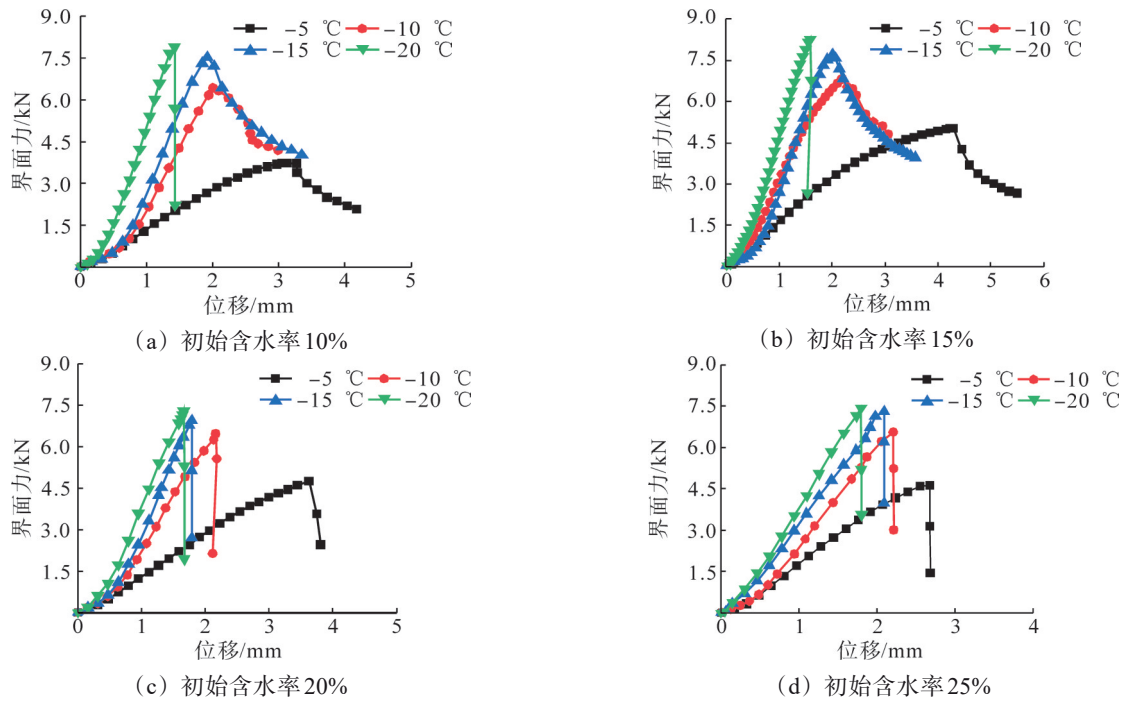 9.0
7.5
6.0
4.5
3.0
1.5
0 1 2 3 4 5
界面力/kN
位移/mm
-5 ℃ -10 ℃
-15 ℃ -20 ℃
(a) 初始含水率10%
9.0
7.5
6.0
4.5
3.0
1.5
0 1 2 3 4 5 6
界面力/kN
位移/mm
-5 ℃ -10 ℃
-15 ℃ -20 ℃
(b) 初始含水率15%
9.0
7.5
6.0
4.5
3.0
1.5
0 1 2 3 4 5
界面力/kN
位移/mm
-5 ℃ -10 ℃
-15 ℃ -20 ℃
(c) 初始含水率20%
9.0
7.5
6.0
4.5
3.0
1.5
0 1 2 3 4
界面力/kN
位移/mm
-5 ℃ -10 ℃
-15 ℃ -20 ℃
(d) 初始含水率25%